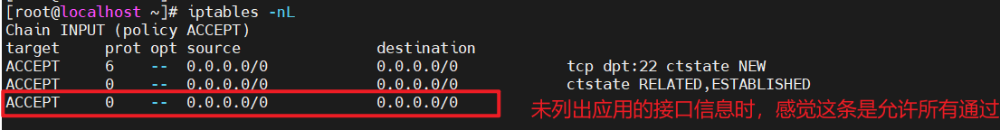 [root@localhost ~]# iptables -nL
Chain INPUT (policy ACCEPT)
target     prot opt source               destination
ACCEPT     6    --  0.0.0.0/0            0.0.0.0/0            tcp dpt:22 ctstate NEW
ACCEPT     0    --  0.0.0.0/0            0.0.0.0/0            ctstate RELATED,ESTABLISHED
ACCEPT     0    --  0.0.0.0/0            0.0.0.0/0
未列出应用的接口信息时，感觉这条是允许所有通过